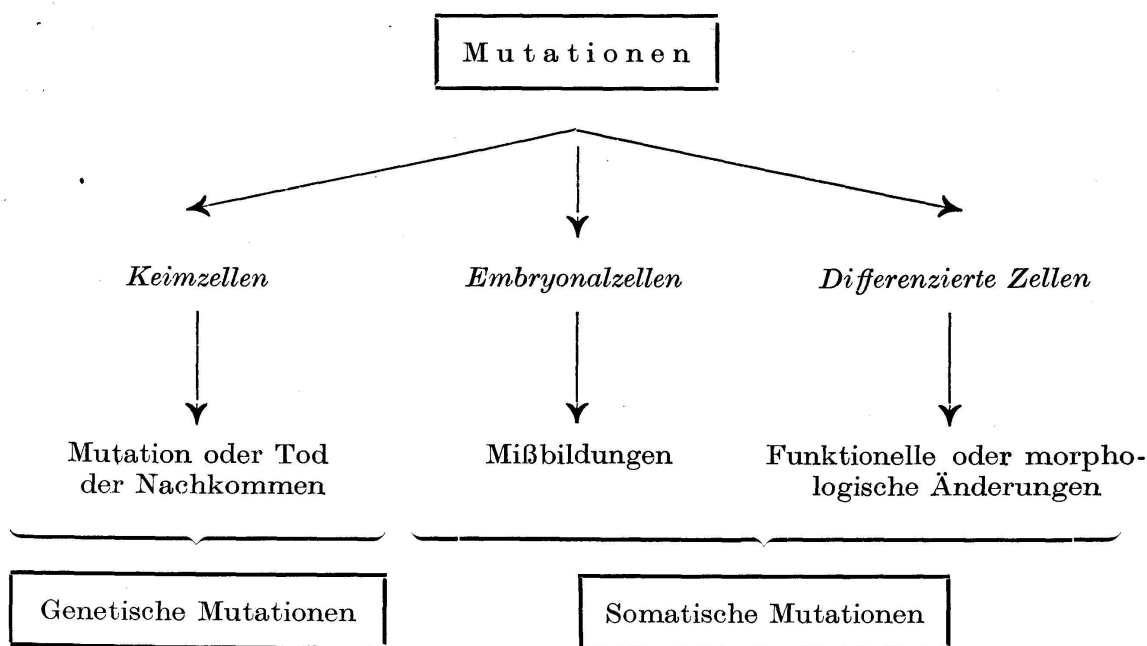 Mutationen
Keimzellen
Embryonalzellen
Differenzierte Zellen
Mutation oder Tod
der Nachkommen
Mißbildungen
Funktionelle oder morpho-
logische Änderungen
Genetische Mutationen
Somatische Mutationen